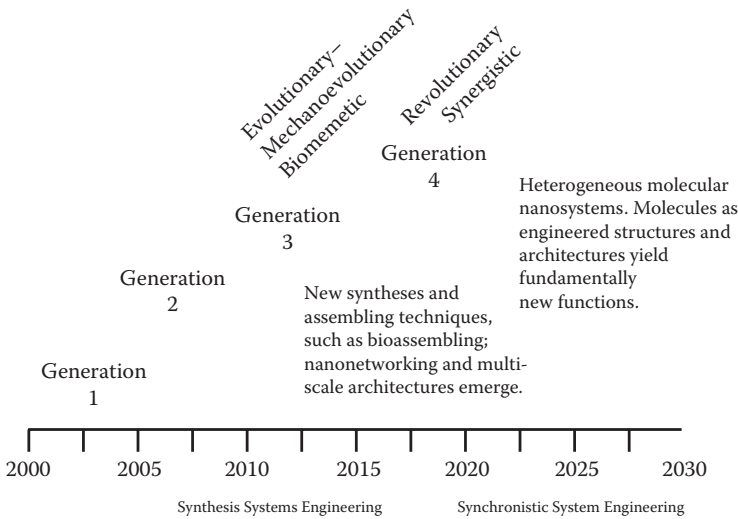 Evolutionary–
Mechanoevolutionary
Biomemetic
Revolutionary
Synergistic
Generation
4
Heterogeneous molecular
nanosystems. Molecules as
engineered structures and
architectures yield
fundamentally
new functions.
Generation
3
Generation
2
New syntheses and
assembling techniques,
such as bioassembling;
nanonetworking and multi-
scale architectures emerge.
Generation
1
2000 2005 2010 2015 2020 2025 2030
Synthesis Systems Engineering Synchronistic System Engineering